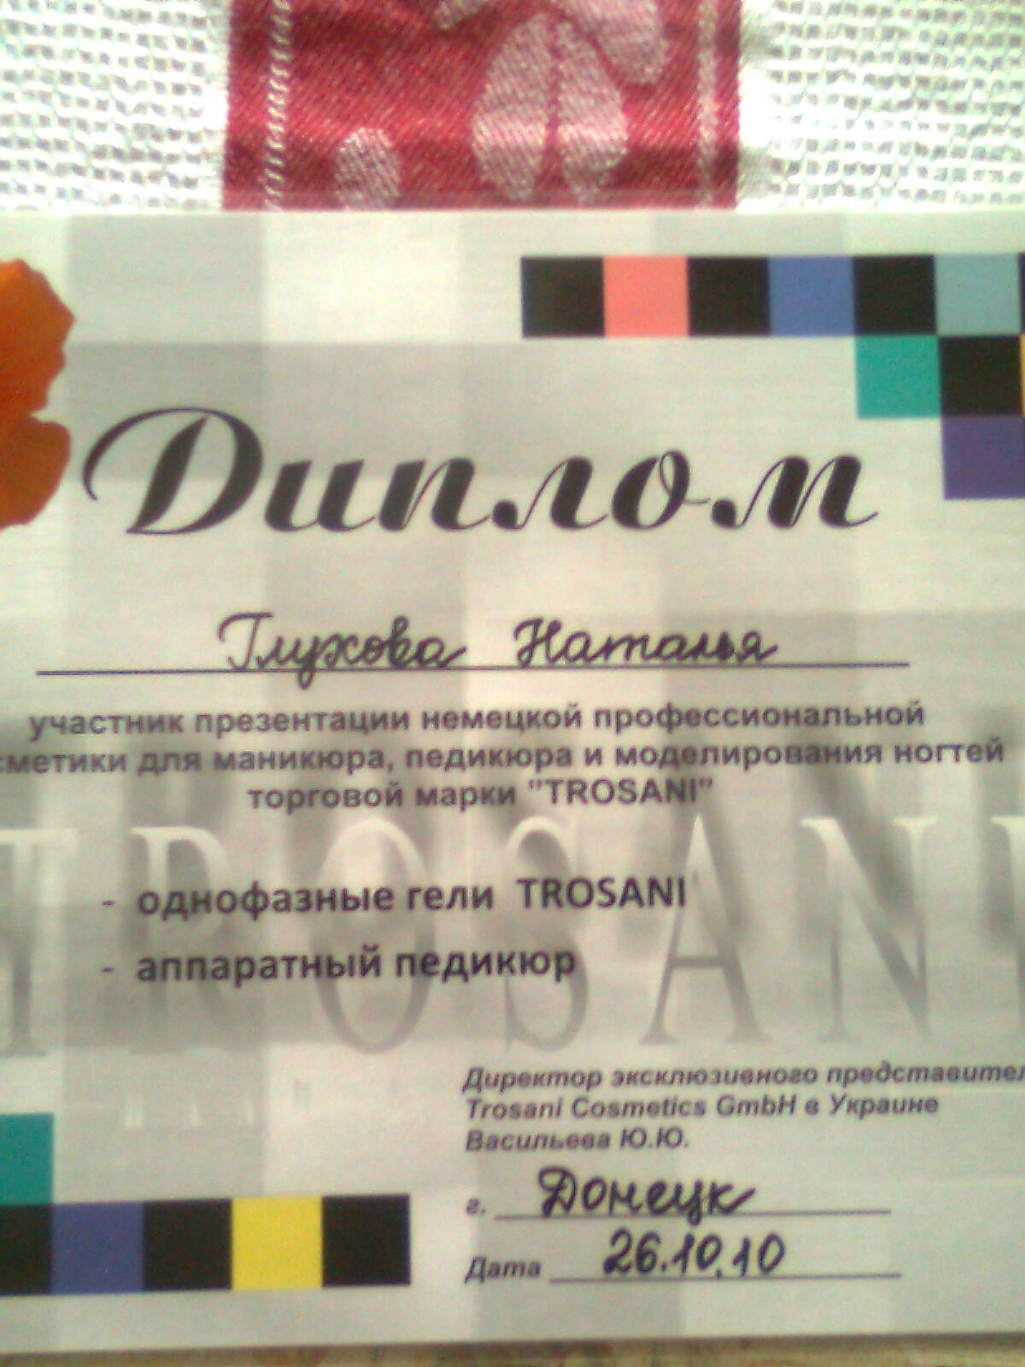 Диплом
Глухова Наталья
участник презентации немецкой профессиональной
сметики для маникюра, педикюра и моделирования ногтей
торговой марки "TROSANI"
TROSANI
- однофазные гели TROSANI
- аппаратный педикюр
Директор эксклюзивного представител
Trosani Cosmetics GmbH в Украине
Васильева Ю.Ю.
г. Донецк
Дата 26.10.10